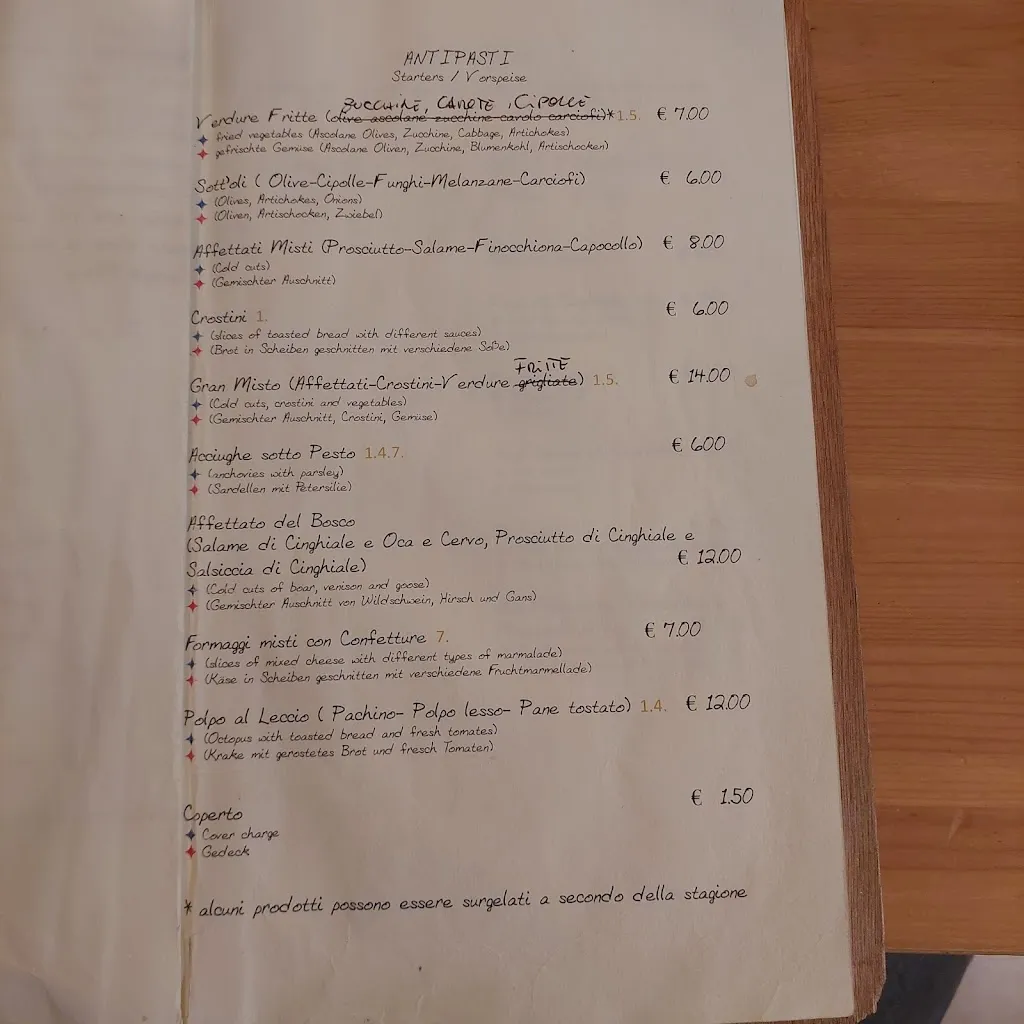 ANTIPASTI
Starters / Vorspeise
ZUCCHINE, CAROTE, CIPOLLE
Verdure Fritte (olive ascolane zucchine cavolo carciofi)* 1.5. € 7.00
fried vegetables (Ascolane Olives, Zucchine, Cabbage, Artichokes)
gefrischte Gemüse (Ascolane Oliven, Zucchine, Blumenkohl, Artischocken)
Sott'oli ( Olive-Cipolle-Funghi-Melanzane-Carciofi) € 6.00
(Olives, Artichokes, Onions)
(Oliven, Artischocken, Zwiebel)
Affettati Misti (Prosciutto-Salame-Finocchiona-Capocollo) € 8.00
(Cold cuts)
(Gemischter Auschnitt)
Crostini 1. € 6.00
(slices of toasted bread with different sauces)
(Brot in Scheiben geschnitten mit verschiedene Soße)
FRITTE
Gran Misto (Affettati-Crostini-Verdure grigliate) 1.5. € 14.00
(Cold cuts, crostini and vegetables)
(Gemischter Auschnitt, Crostini, Gemüse)
Acciughe sotto Pesto 1.4.7. € 6.00
(anchovies with parsley)
(Sardellen mit Petersilie)
Affettato del Bosco
(Salame di Cinghiale e Oca e Cervo, Prosciutto di Cinghiale e
Salsiccia di Cinghiale) € 12.00
(Cold cuts of boar, venison and goose)
(Gemischter Auschnitt von Wildschwein, Hirsch und Gans)
Formaggi misti con Confetture 7. € 7.00
(slices of mixed cheese with different types of marmalade)
(Käse in Scheiben geschnitten mit verschiedene Fruchtmarmellade)
Polpo al Leccio ( Pachino- Polpo lesso- Pane tostato) 1.4. € 12.00
(Octopus with toasted bread and fresh tomates)
(Krake mit gerostetes Brot und fresch Tomaten)
Coperto € 1.50
Cover charge
Gedeck
* alcuni prodotti possono essere surgelati a secondo della stagione